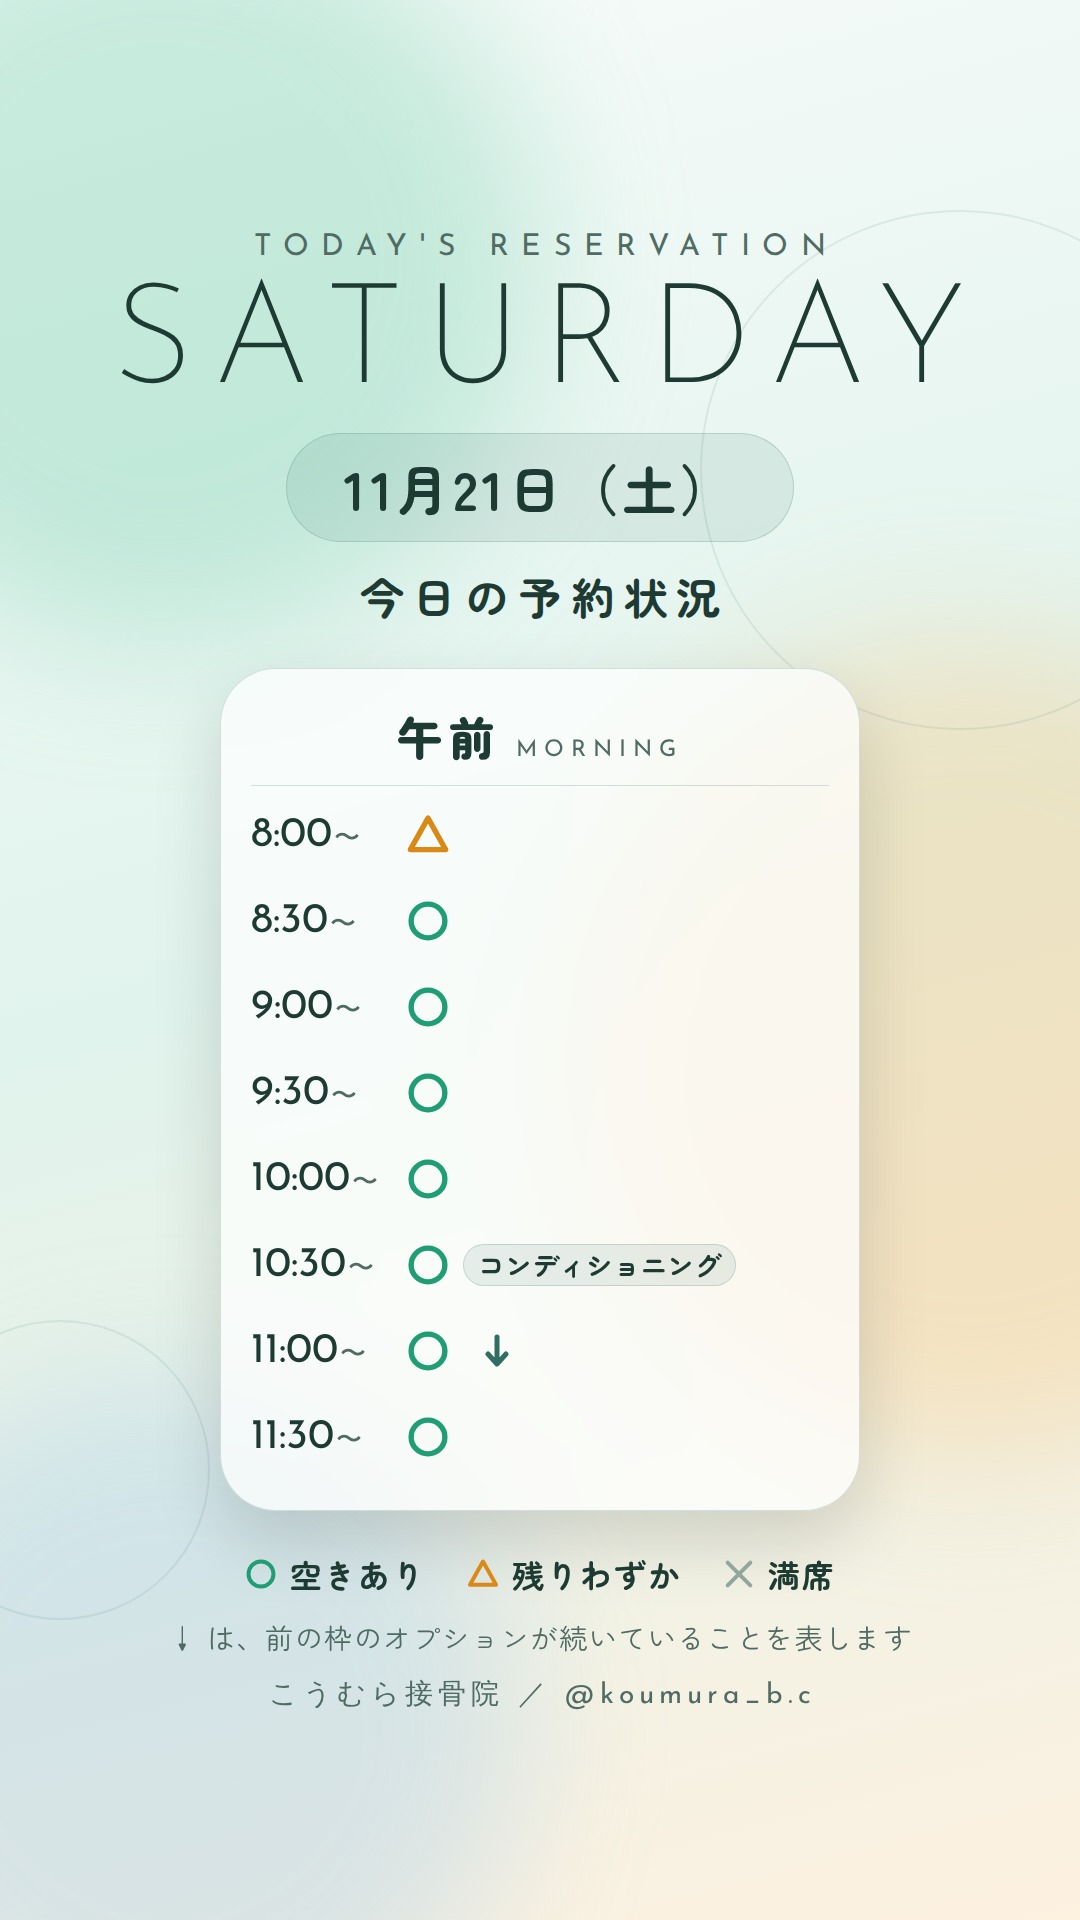 TODAY'S RESERVATION
SATURDAY
11月21日（土）
今日の予約状況
午前 MORNING
8:00〜 △
8:30〜 ○
9:00〜 ○
9:30〜 ○
10:00〜 ○
10:30〜 ○ コンディショニング
11:00〜 ○ ↓
11:30〜 ○
○ 空きあり △ 残りわずか × 満席
↓ は、前の枠のオプションが続いていることを表します
こうむら接骨院 ／ @koumura_b.c